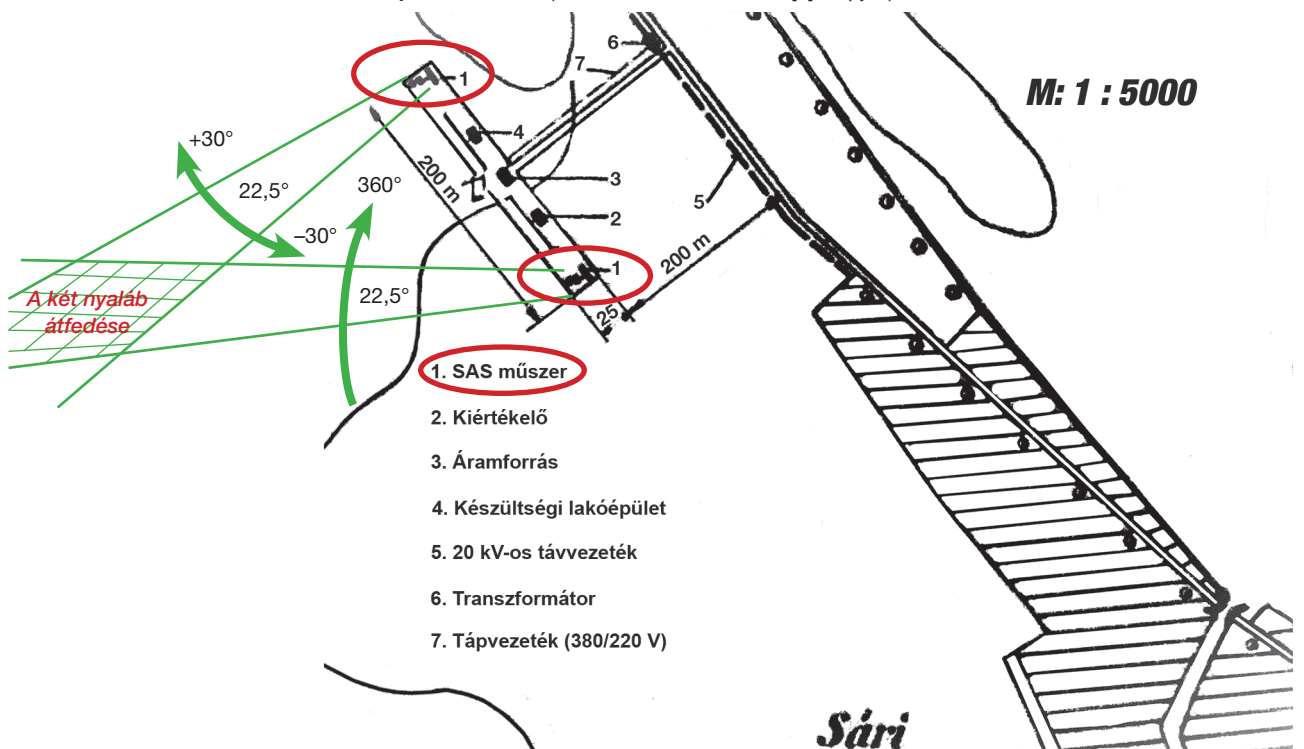 6
1
7
M: 1 : 5000
4
+30°
200 m
22,5°
360°
3
5
2
–30°
200 m
1
A két nyaláb
átfedése
22,5°
25
1. SAS műszer
2. Kiértékelő
3. Áramforrás
4. Készültségi lakóépület
5. 20 kV-os távvezeték
6. Transzformátor
7. Tápvezeték (380/220 V)
Sári